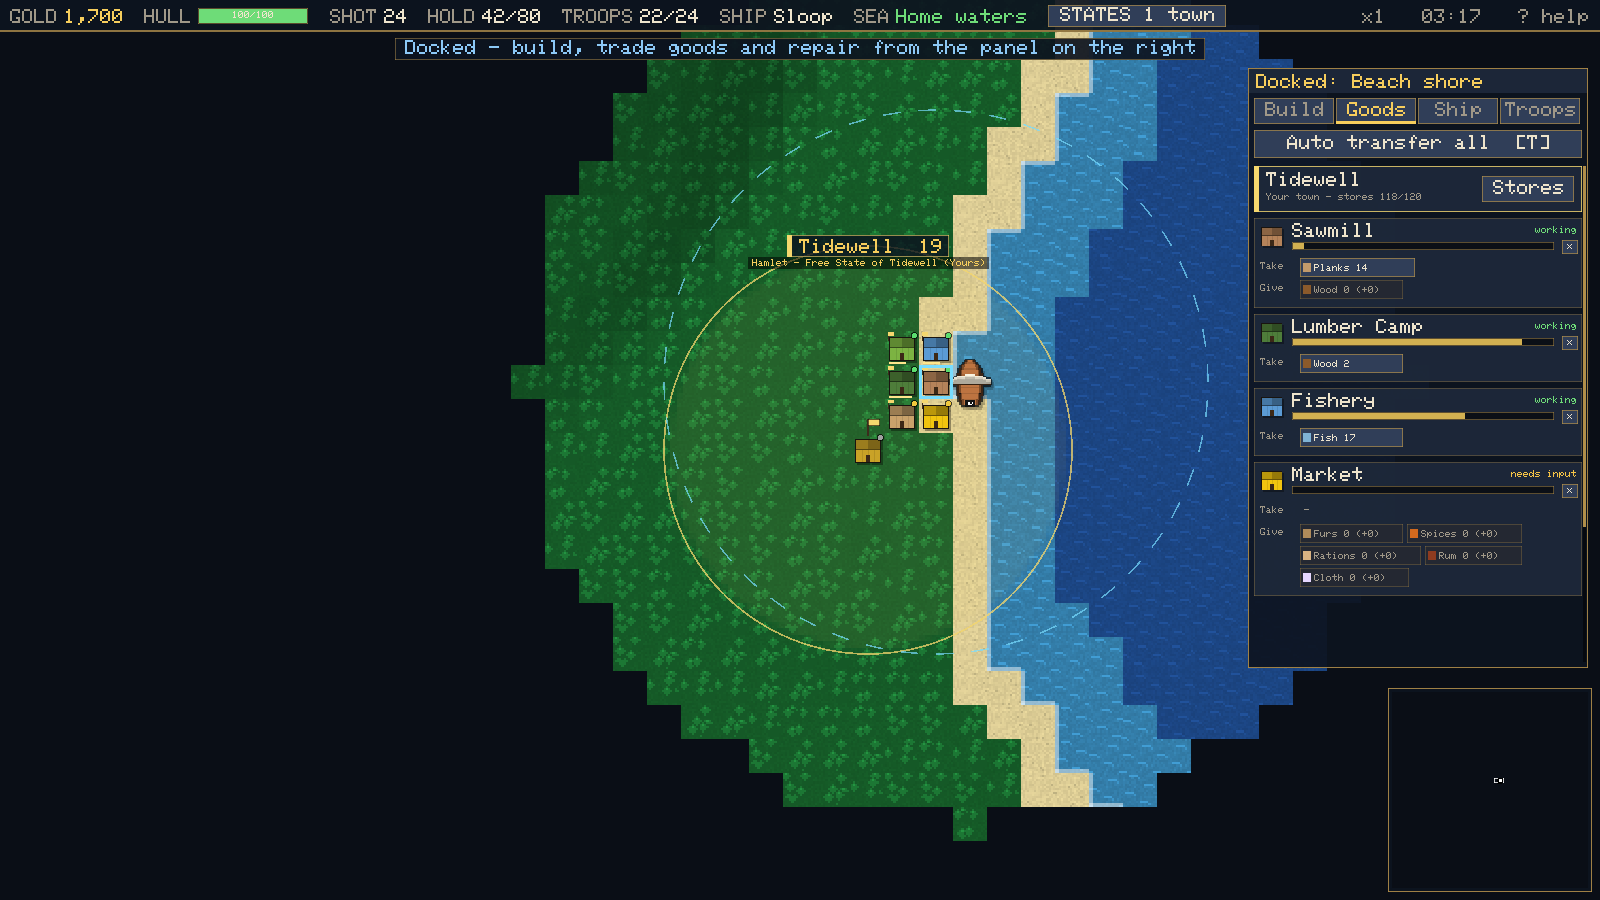 GOLD 1,700 HULL 100/100 SHOT 24 HOLD 42/80 TROOPS 22/24 SHIP Sloop SEA Home waters STATES 1 town x1 03:17 ? help
Docked - build, trade goods and repair from the panel on the right
Docked: Beach shore
Build Goods Ship Troops
Auto transfer all [T]
Tidewell
Your town - stores 118/120
Stores
Sawmill working
x
Take Planks 14
Give Wood 0 (+0)
Lumber Camp working
x
Take Wood 2
Fishery working
x
Take Fish 17
Market needs input
x
Take -
Give Furs 0 (+0) Spices 0 (+0)
Rations 0 (+0) Rum 0 (+0)
Cloth 0 (+0)
Tidewell 19
Hamlet - Free State of Tidewell (Yours)